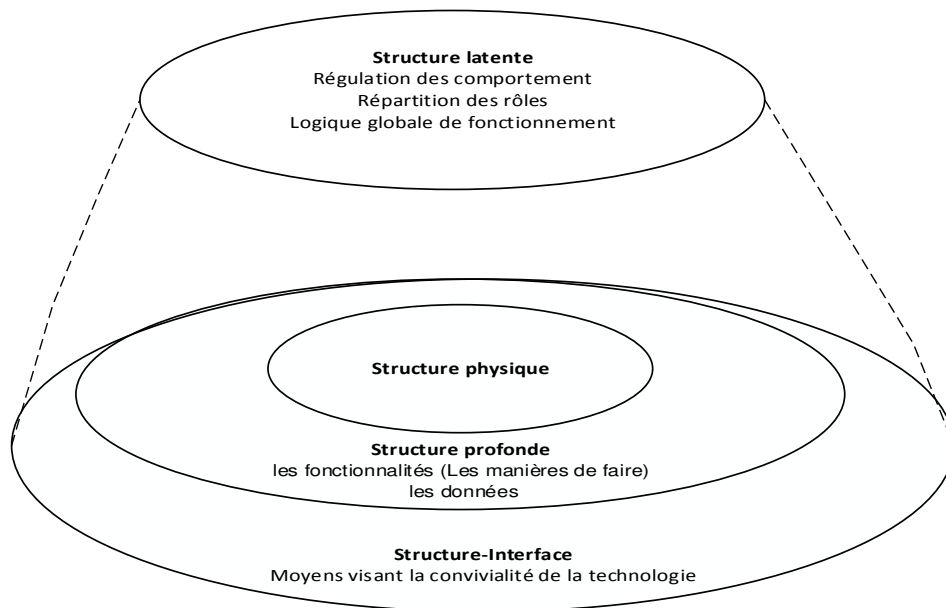 Structure latente
Régulation des comportement
Répartition des rôles
Logique globale de fonctionnement
Structure physique
Structure profonde
les fonctionnalités (Les manières de faire)
les données
Structure-Interface
Moyens visant la convivialité de la technologie